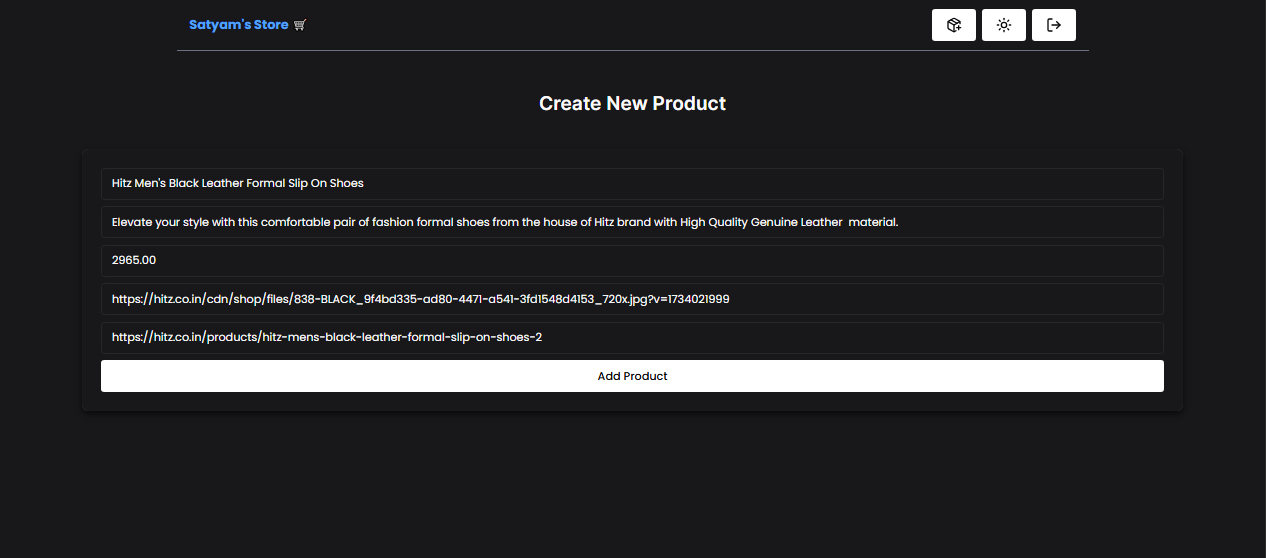 Satyam's Store 🛒
Create New Product
Hitz Men's Black Leather Formal Slip On Shoes
Elevate your style with this comfortable pair of fashion formal shoes from the house of Hitz brand with High Quality Genuine Leather  material.
2965.00
https://hitz.co.in/cdn/shop/files/838-BLACK_9f4bd335-ad80-4471-a541-3fd1548d4153_720x.jpg?v=1734021999
https://hitz.co.in/products/hitz-mens-black-leather-formal-slip-on-shoes-2
Add Product